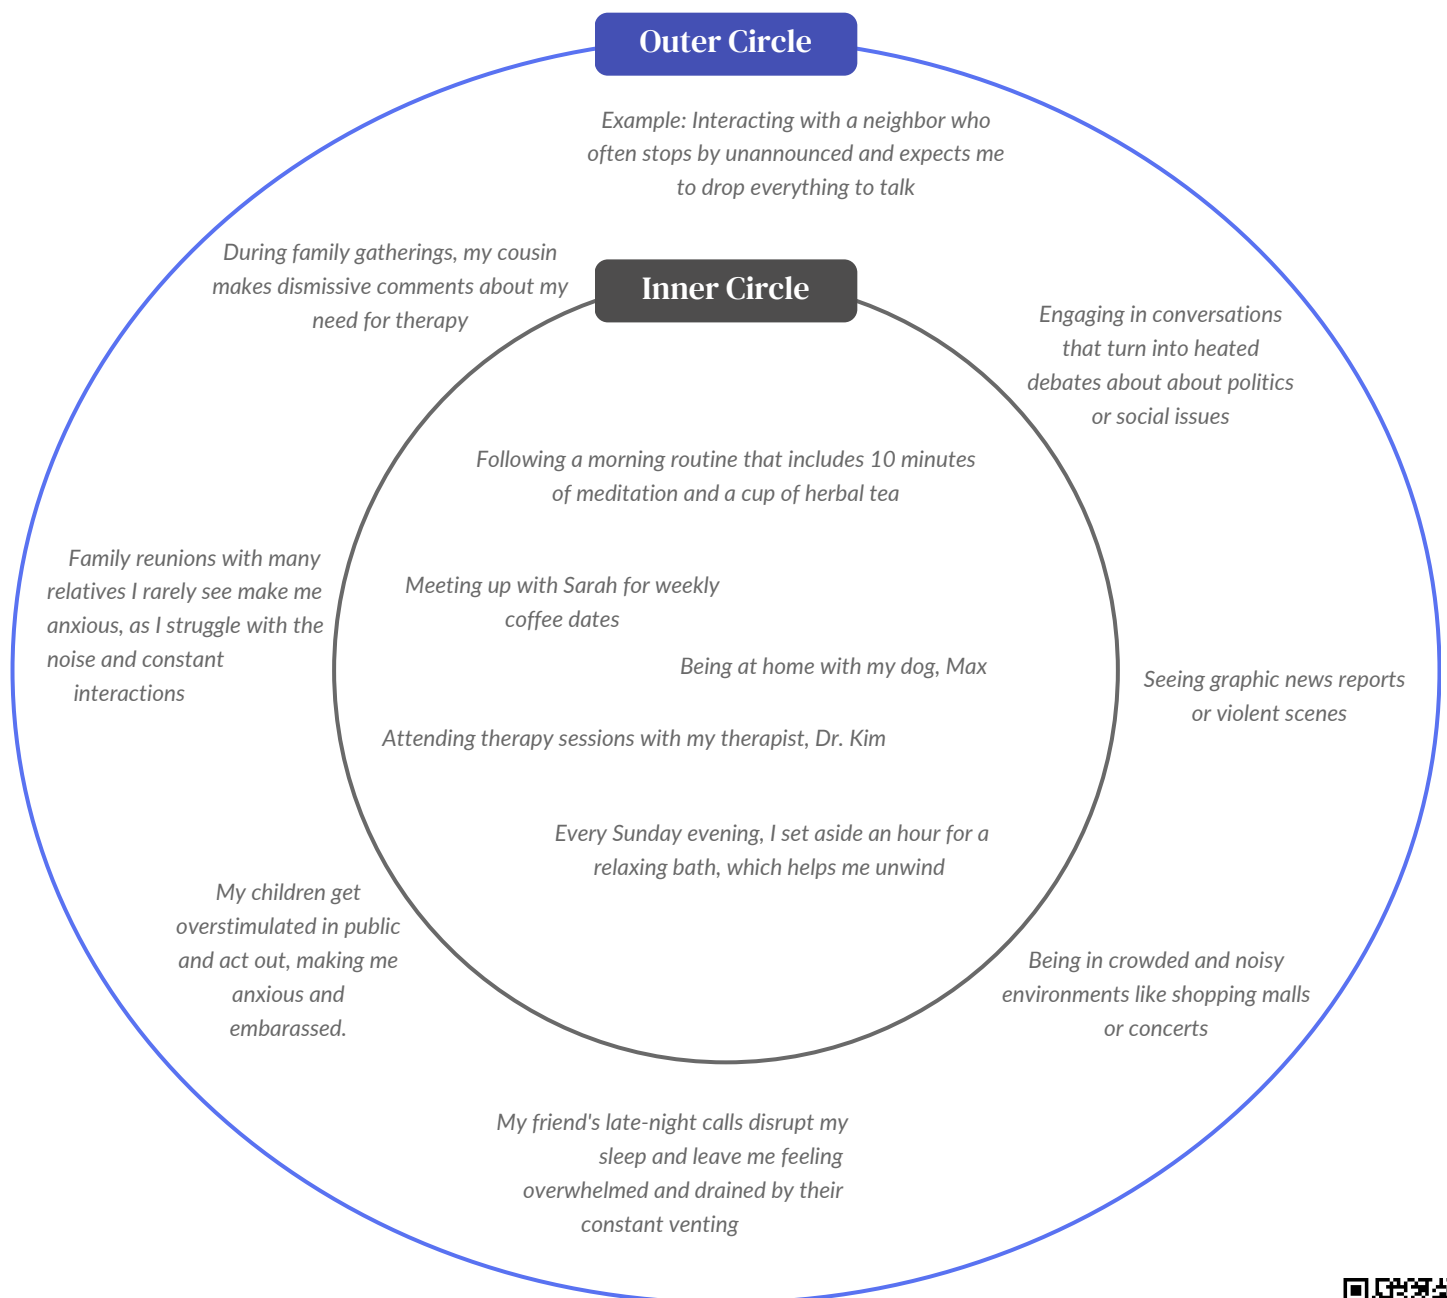 Outer Circle
Example: Interacting with a neighbor who
often stops by unannounced and expects me
to drop everything to talk
During family gatherings, my cousin
makes dismissive comments about my
need for therapy
Inner Circle
Engaging in conversations
that turn into heated
debates about about politics
or social issues
Following a morning routine that includes 10 minutes
of meditation and a cup of herbal tea
Family reunions with many
relatives I rarely see make me
anxious, as I struggle with the
noise and constant
interactions
Meeting up with Sarah for weekly
coffee dates
Being at home with my dog, Max
Seeing graphic news reports
or violent scenes
Attending therapy sessions with my therapist, Dr. Kim
Every Sunday evening, I set aside an hour for a
relaxing bath, which helps me unwind
My children get
overstimulated in public
and act out, making me
anxious and
embarassed.
Being in crowded and noisy
environments like shopping malls
or concerts
My friend's late-night calls disrupt my
sleep and leave me feeling
overwhelmed and drained by their
constant venting